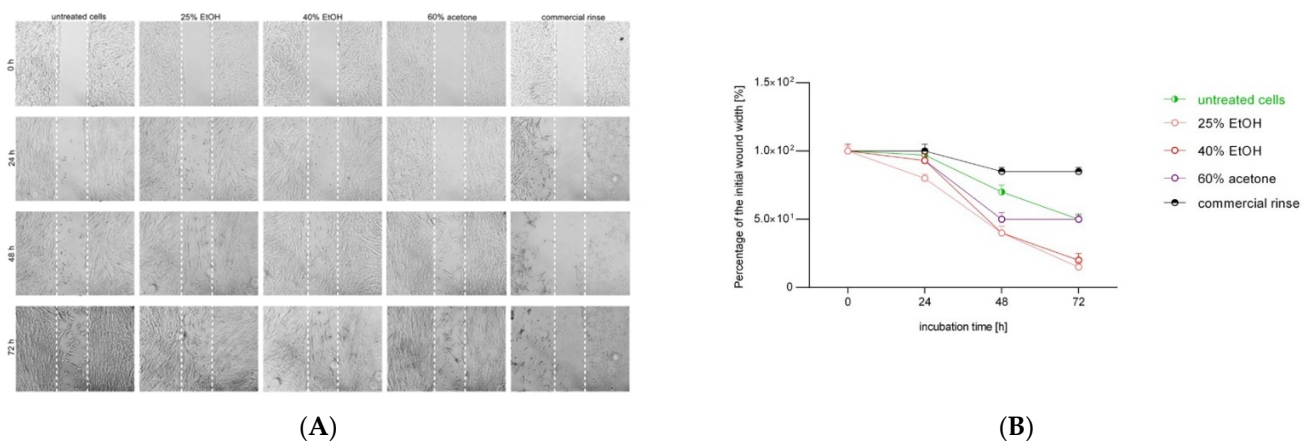 untreated cells 25% EtOH 40% EtOH 60% acetone commercial rinse
0 h
24 h
48 h
72 h
(A)
Percentage of the initial wound width [%]
1.5×10²
1.0×10²
5.0×10¹
0
0 24 48 72
incubation time [h]
untreated cells
25% EtOH
40% EtOH
60% acetone
commercial rinse
(B)